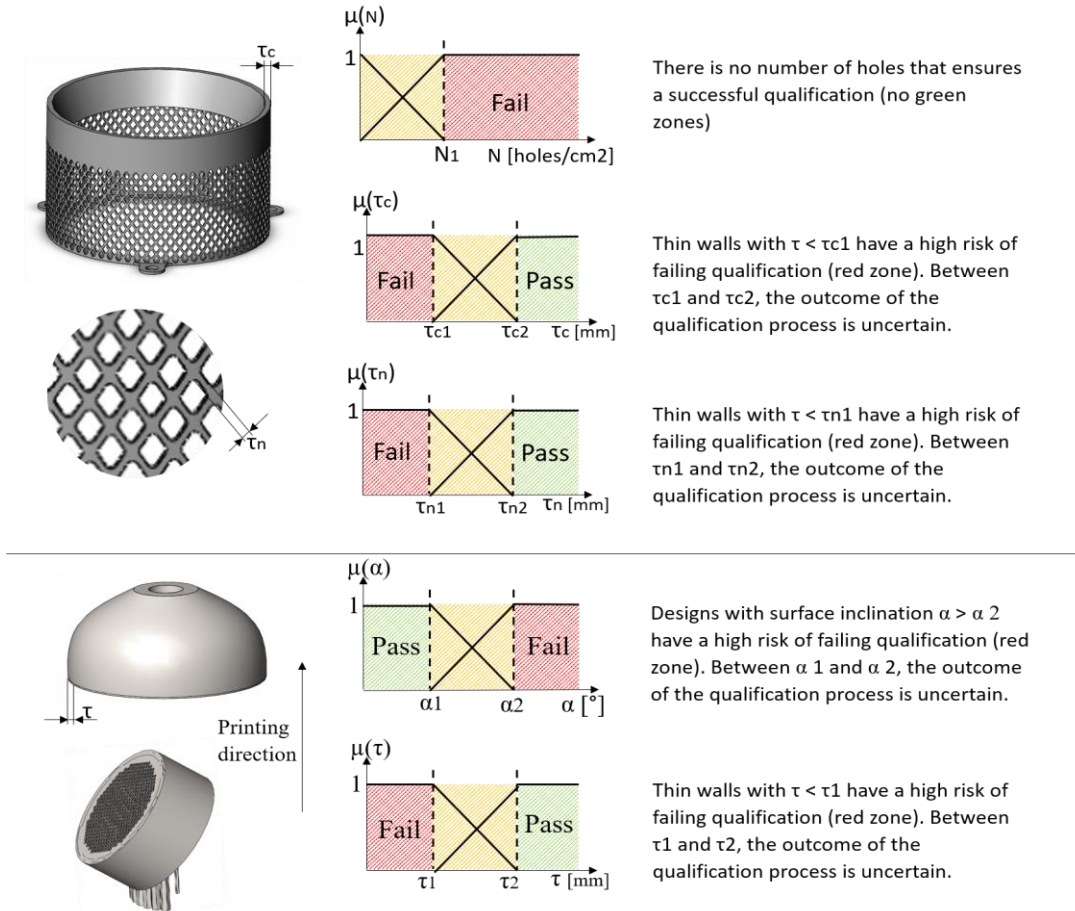 τc
μ(N)
1
Fail
N1
N [holes/cm2]
There is no number of holes that ensures
a successful qualification (no green
zones)
μ(τc)
1
Fail
Pass
τc1
τc2
τc [mm]
Thin walls with τ < τc1 have a high risk of
failing qualification (red zone). Between
τc1 and τc2, the outcome of the
qualification process is uncertain.
τn
μ(τn)
1
Fail
Pass
τn1
τn2
τn [mm]
Thin walls with τ < τn1 have a high risk of
failing qualification (red zone). Between
τn1 and τn2, the outcome of the
qualification process is uncertain.
τ
Printing
direction
μ(α)
1
Pass
Fail
α1
α2
α [°]
Designs with surface inclination α > α 2
have a high risk of failing qualification (red
zone). Between α 1 and α 2, the outcome
of the qualification process is uncertain.
μ(τ)
1
Fail
Pass
τ1
τ2
τ [mm]
Thin walls with τ < τ1 have a high risk of
failing qualification (red zone). Between
τ1 and τ2, the outcome of the
qualification process is uncertain.